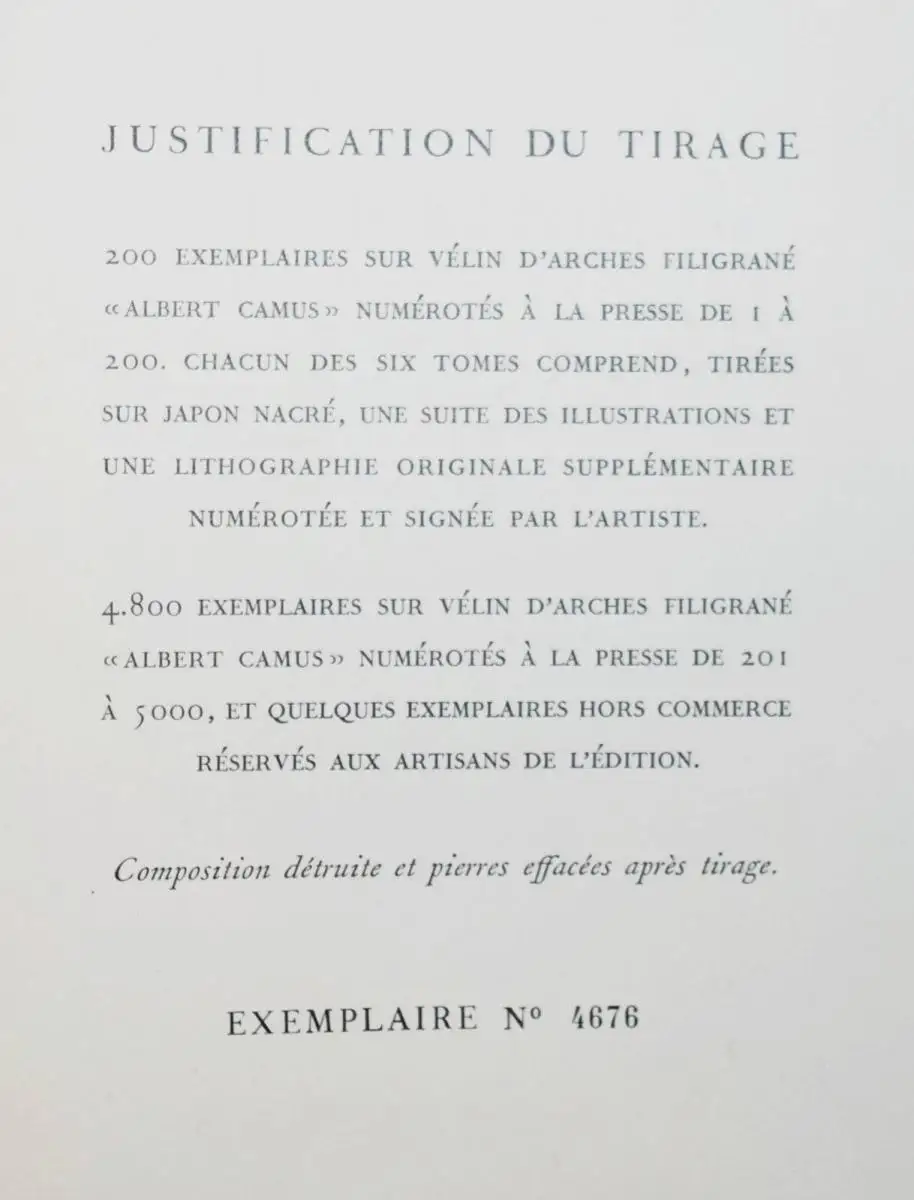 JUSTIFICATION DU TIRAGE
200 EXEMPLAIRES SUR VÉLIN D'ARCHES FILIGRANÉ
«ALBERT CAMUS» NUMÉROTÉS À LA PRESSE DE 1 À
200. CHACUN DES SIX TOMES COMPREND, TIRÉES
SUR JAPON NACRÉ, UNE SUITE DES ILLUSTRATIONS ET
UNE LITHOGRAPHIE ORIGINALE SUPPLÉMENTAIRE
NUMÉROTÉE ET SIGNÉE PAR L'ARTISTE.
4.800 EXEMPLAIRES SUR VÉLIN D'ARCHES FILIGRANÉ
«ALBERT CAMUS» NUMÉROTÉS À LA PRESSE DE 201
À 5000, ET QUELQUES EXEMPLAIRES HORS COMMERCE
RÉSERVÉS AUX ARTISANS DE L'ÉDITION.
Composition détruite et pierres effacées après tirage.
EXEMPLAIRE Nº 4676